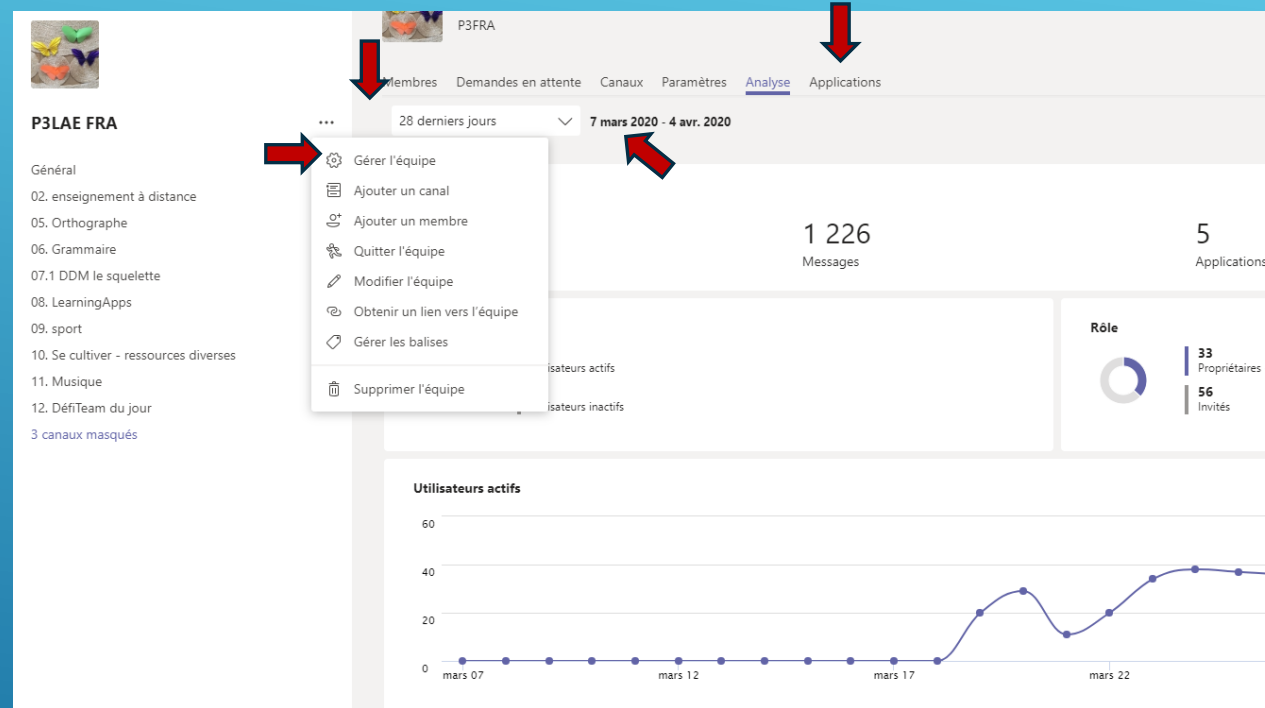 P3FRA
Membres Demandes en attente Canaux Paramètres Analyse Applications
P3LAE FRA ...
28 derniers jours 7 mars 2020 - 4 avr. 2020
Général
02. enseignement à distance
05. Orthographe
06. Grammaire
07.1 DDM le squelette
08. LearningApps
09. sport
10. Se cultiver - ressources diverses
11. Musique
12. DéfiTeam du jour
3 canaux masqués
Gérer l'équipe
Ajouter un canal
Ajouter un membre
Quitter l'équipe
Modifier l'équipe
Obtenir un lien vers l'équipe
Gérer les balises
Supprimer l'équipe
1 226
Messages
5
Applications
isateurs actifs
isateurs inactifs
Rôle
33
Propriétaires
56
Invités
Utilisateurs actifs
60
40
20
0
mars 07 mars 12 mars 17 mars 22